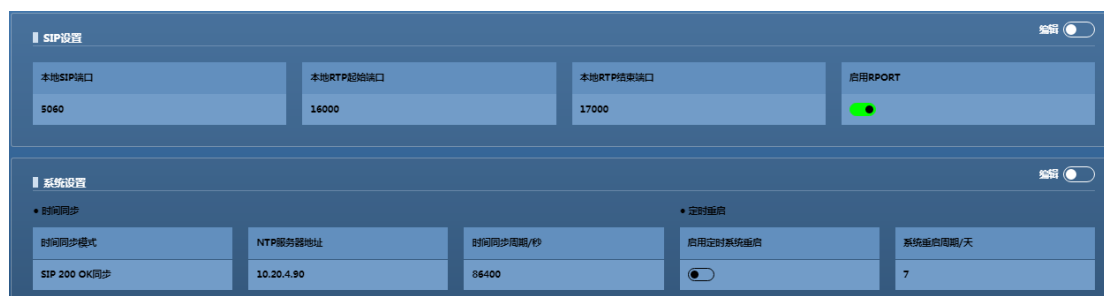 SIP设置 编辑
本地SIP端口 本地RTP起始端口 本地RTP结束端口 启用RPORT
5060 16000 17000
系统设置 编辑
• 时间同步 • 定时重启
时间同步模式 NTP服务器地址 时间同步周期/秒 启用定时系统重启 系统重启周期/天
SIP 200 OK同步 10.20.4.90 86400 7